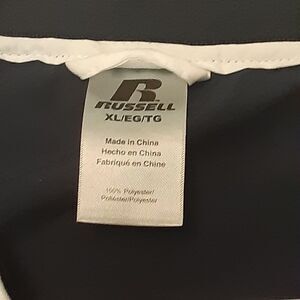 R
RUSSELL
XL/EG/TG
Made in China
Hecho en China
Fabriqué en Chine
100% Polyester/
Poliéster/Polyester